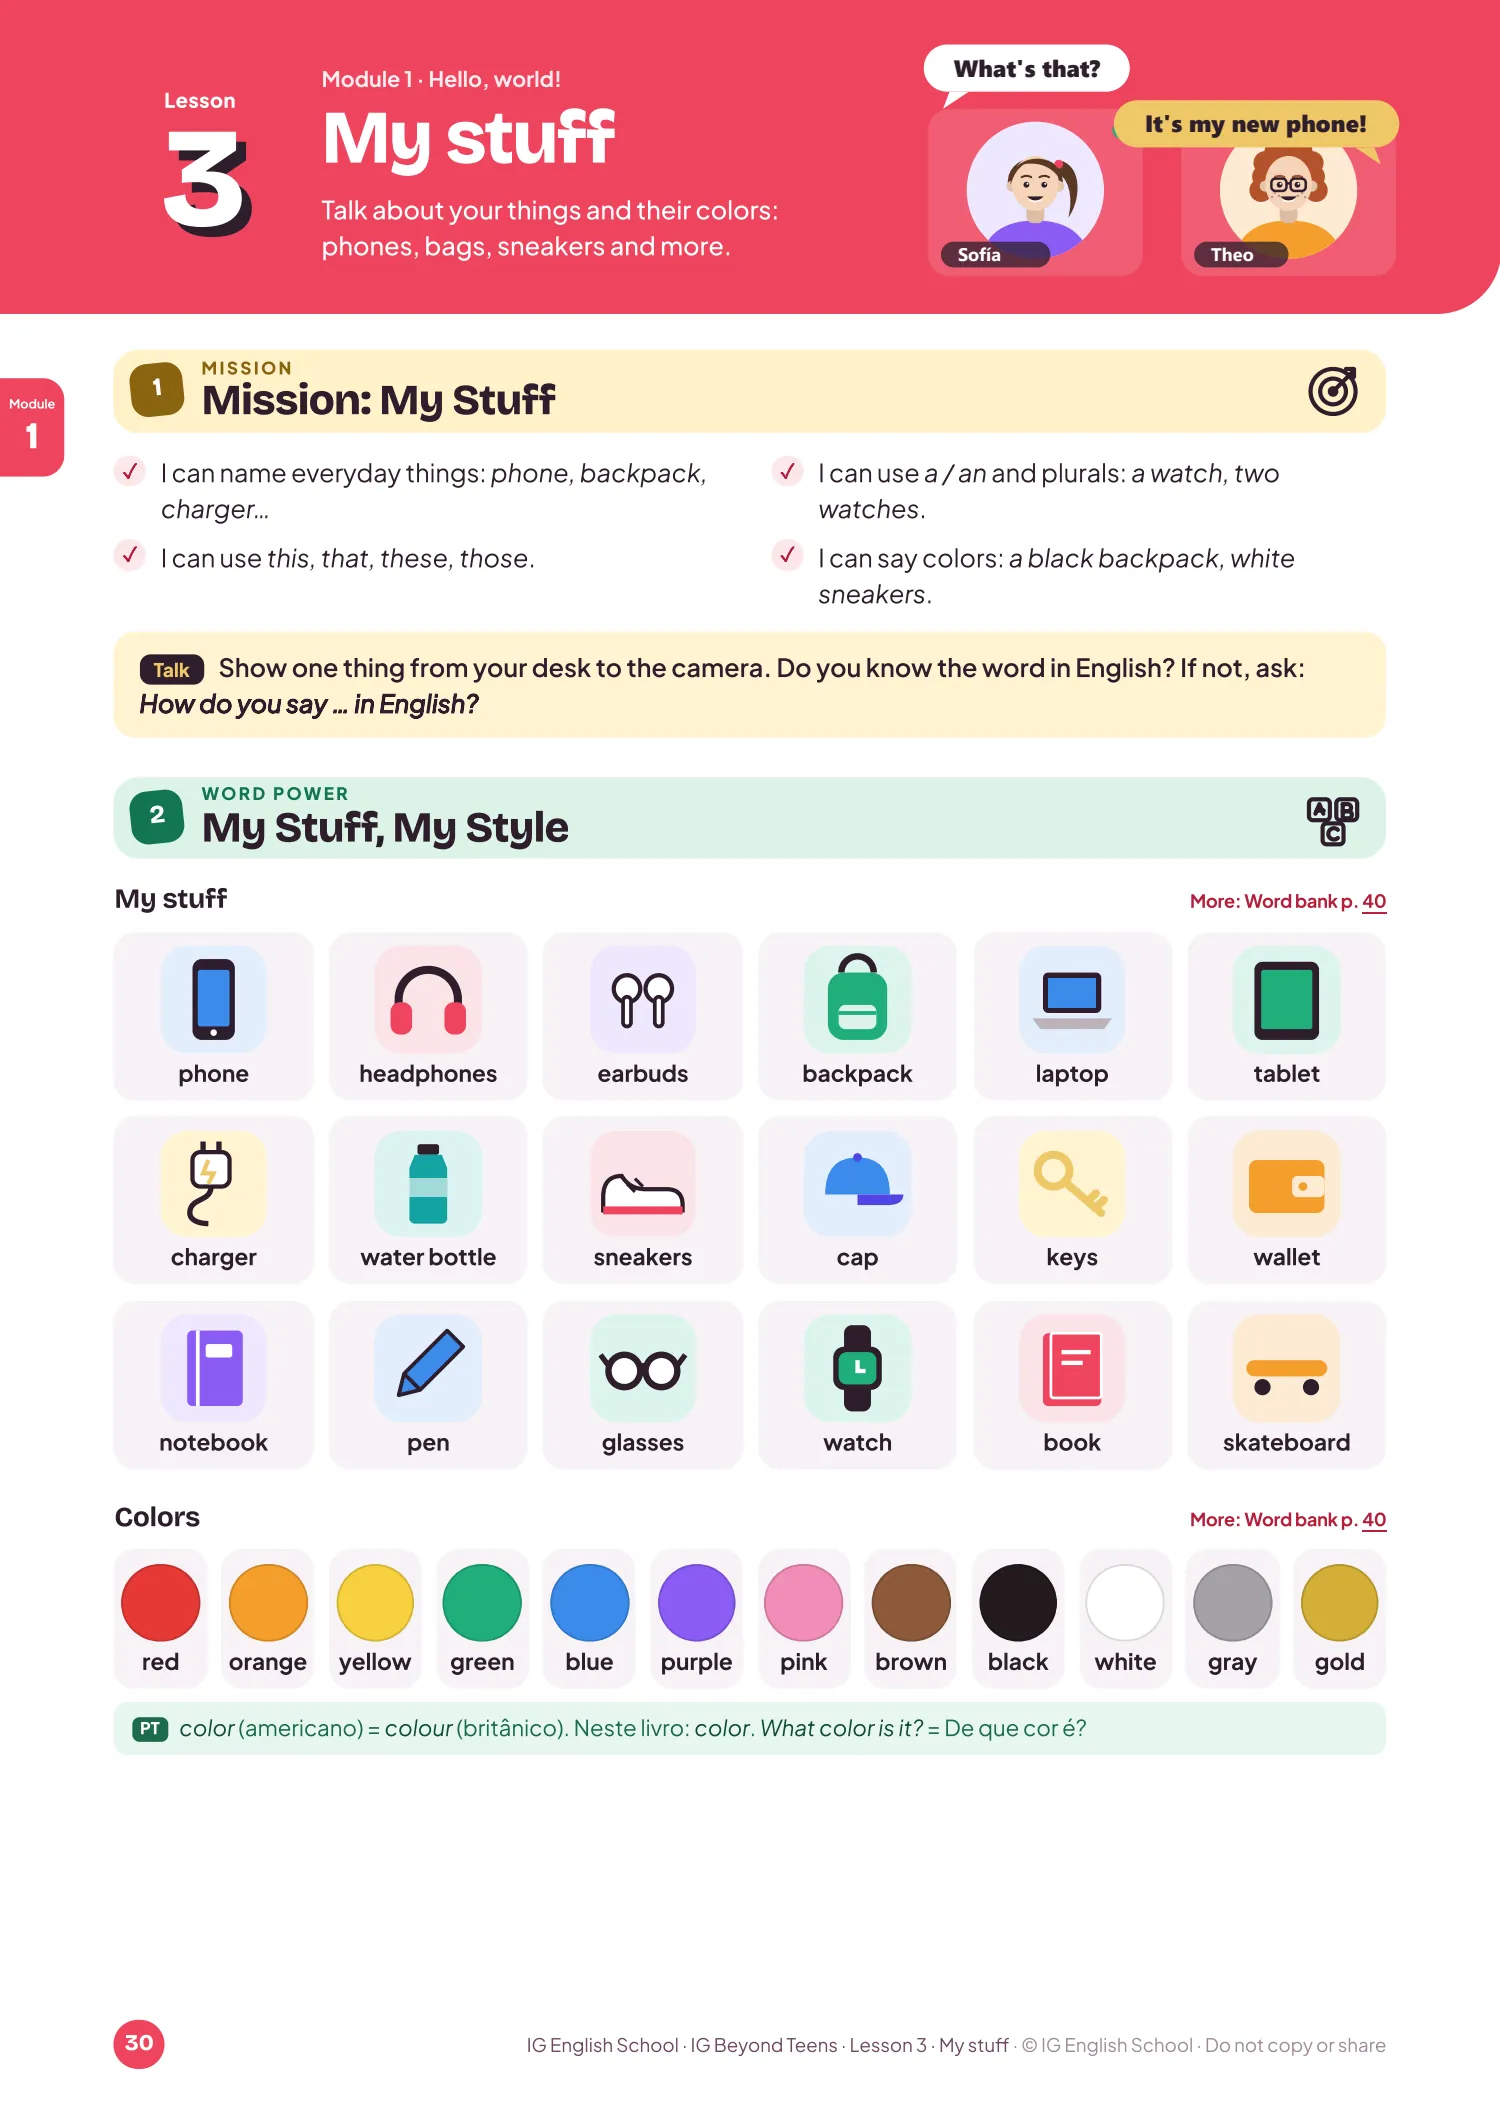 Lesson
3
Module 1 · Hello, world!
My stuff
Talk about your things and their colors:
phones, bags, sneakers and more.
What's that?
It's my new phone!
Sofía
Theo
Module
1
1
MISSION
Mission: My Stuff
✓ I can name everyday things: phone, backpack,
charger...
✓ I can use this, that, these, those.
✓ I can use a / an and plurals: a watch, two
watches.
✓ I can say colors: a black backpack, white
sneakers.
Talk Show one thing from your desk to the camera. Do you know the word in English? If not, ask:
How do you say ... in English?
2
WORD POWER
My Stuff, My Style
A B
C
My stuff
More: Word bank p. 40
phone headphones earbuds backpack laptop tablet
charger water bottle sneakers cap keys wallet
notebook pen glasses watch book skateboard
Colors
More: Word bank p. 40
red orange yellow green blue purple pink brown black white gray gold
PT color (americano) = colour (britânico). Neste livro: color. What color is it? = De que cor é?
30
IG English School · IG Beyond Teens · Lesson 3 · My stuff · © IG English School · Do not copy or share